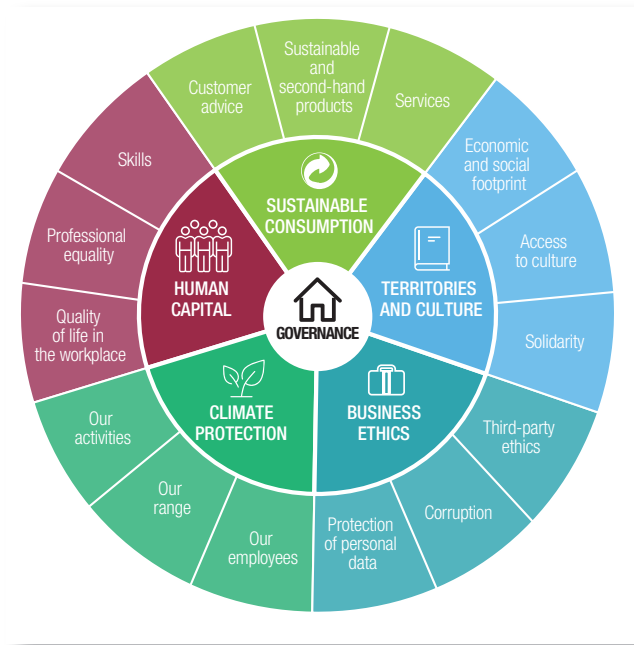 Sustainable
and
second-hand
products
Customer
advice
Services
Skills
Economic
and social
footprint
SUSTAINABLE
CONSUMPTION
Professional
equality
Access
to culture
HUMAN
CAPITAL
TERRITORIES
AND CULTURE
GOVERNANCE
Quality
of life in
the workplace
Solidarity
CLIMATE
PROTECTION
BUSINESS
ETHICS
Our
activities
Third-party
ethics
Our
range
Corruption
Our
employees
Protection
of personal
data